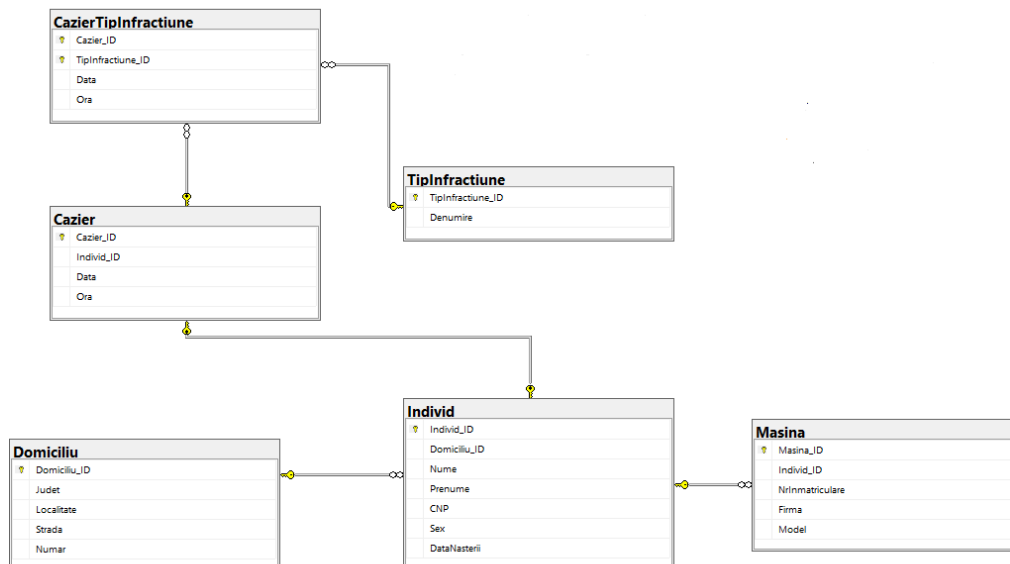 CazierTipInfractiune
Cazier_ID
TipInfractiune_ID
Data
Ora
TipInfractiune
TipInfractiune_ID
Denumire
Cazier
Cazier_ID
Individ_ID
Data
Ora
Individ
Individ_ID
Domiciliu_ID
Nume
Prenume
CNP
Sex
DataNasterii
Domiciliu
Domiciliu_ID
Judet
Localitate
Strada
Numar
Masina
Masina_ID
Individ_ID
NrInmatriculare
Firma
Model